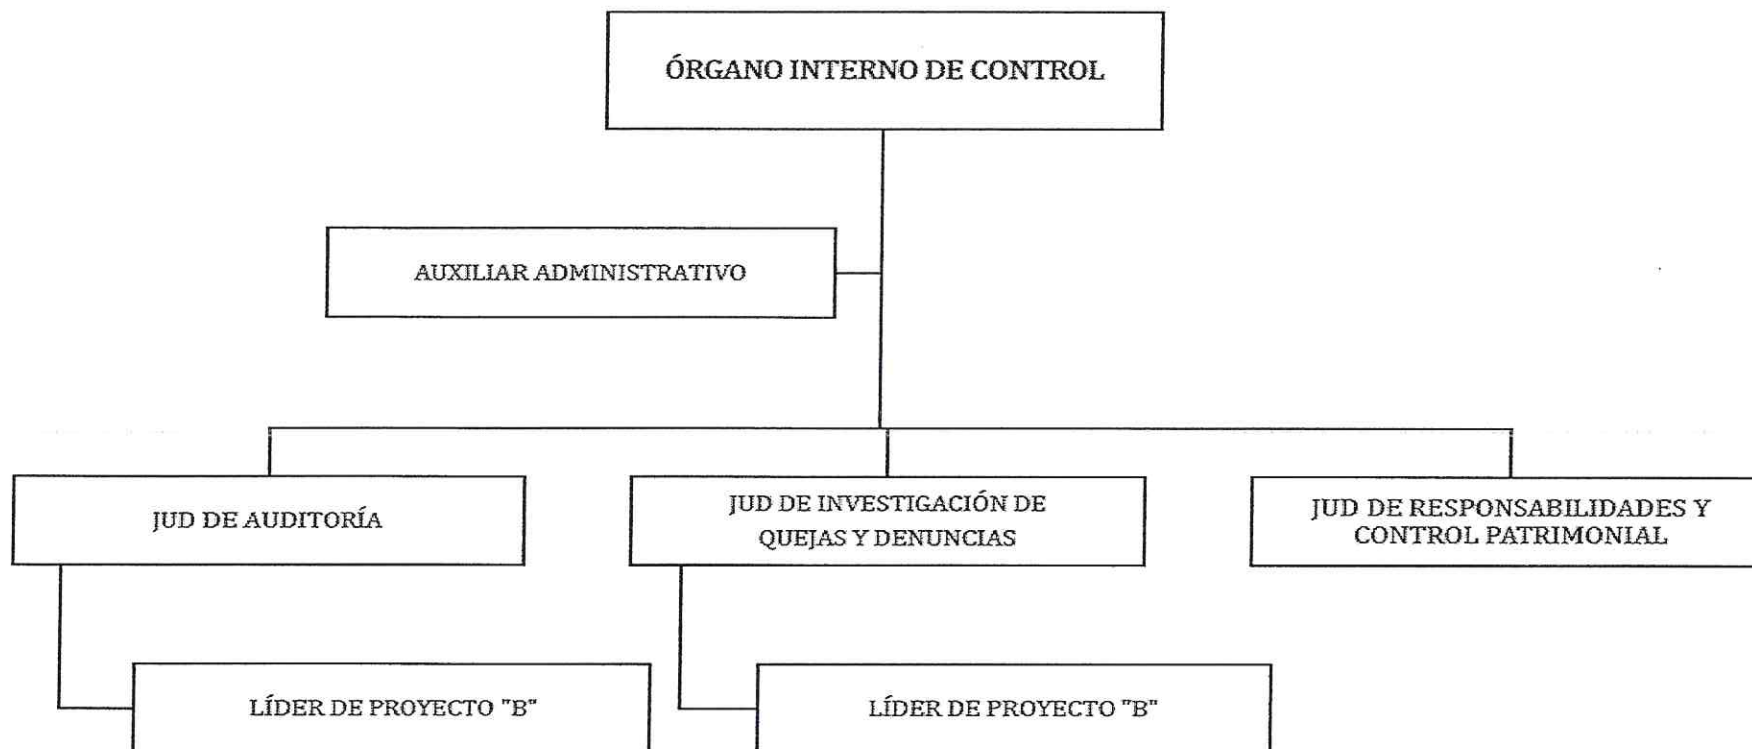 ÓRGANO INTERNO DE CONTROL
AUXILIAR ADMINISTRATIVO
JUD DE AUDITORÍA
JUD DE INVESTIGACIÓN DE
QUEJAS Y DENUNCIAS
JUD DE RESPONSABILIDADES Y
CONTROL PATRIMONIAL
LÍDER DE PROYECTO "B"
LÍDER DE PROYECTO "B"